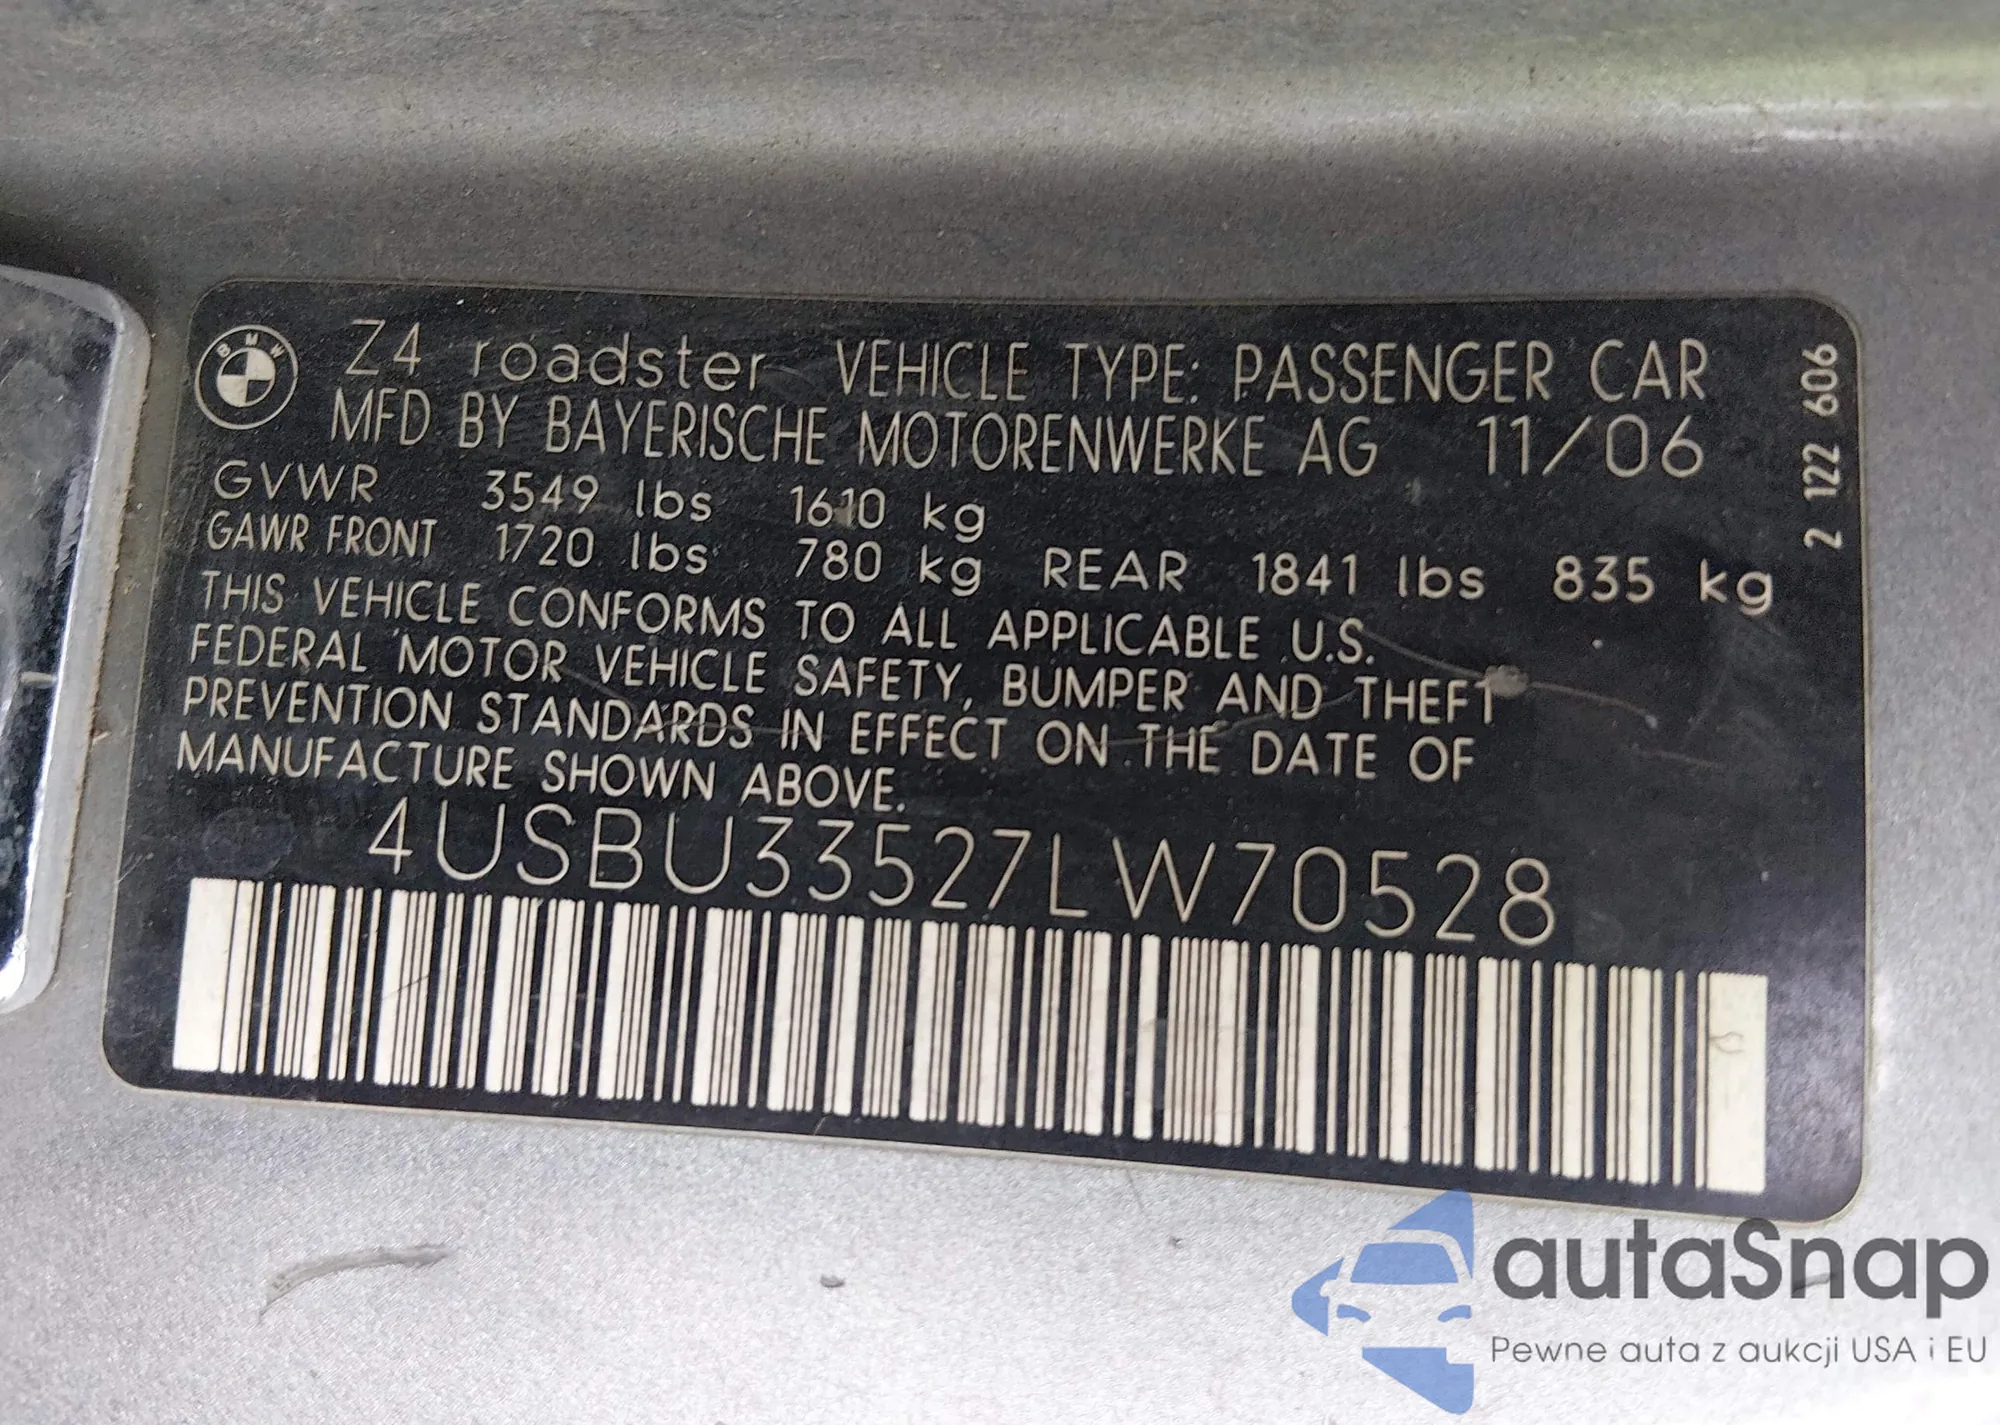 BMW
Z4 roadster VEHICLE TYPE: PASSENGER CAR
MFD BY BAYERISCHE MOTORENWERKE AG 11/06
GVWR 3549 lbs 1610 kg
GAWR FRONT 1720 lbs 780 kg REAR 1841 lbs 835 kg
THIS VEHICLE CONFORMS TO ALL APPLICABLE U.S.
FEDERAL MOTOR VEHICLE SAFETY, BUMPER AND THEFT
PREVENTION STANDARDS IN EFFECT ON THE DATE OF
MANUFACTURE SHOWN ABOVE.
4USBU33527LW70528
2 122 606
autaSnap
Pewne auta z aukcji USA i EU